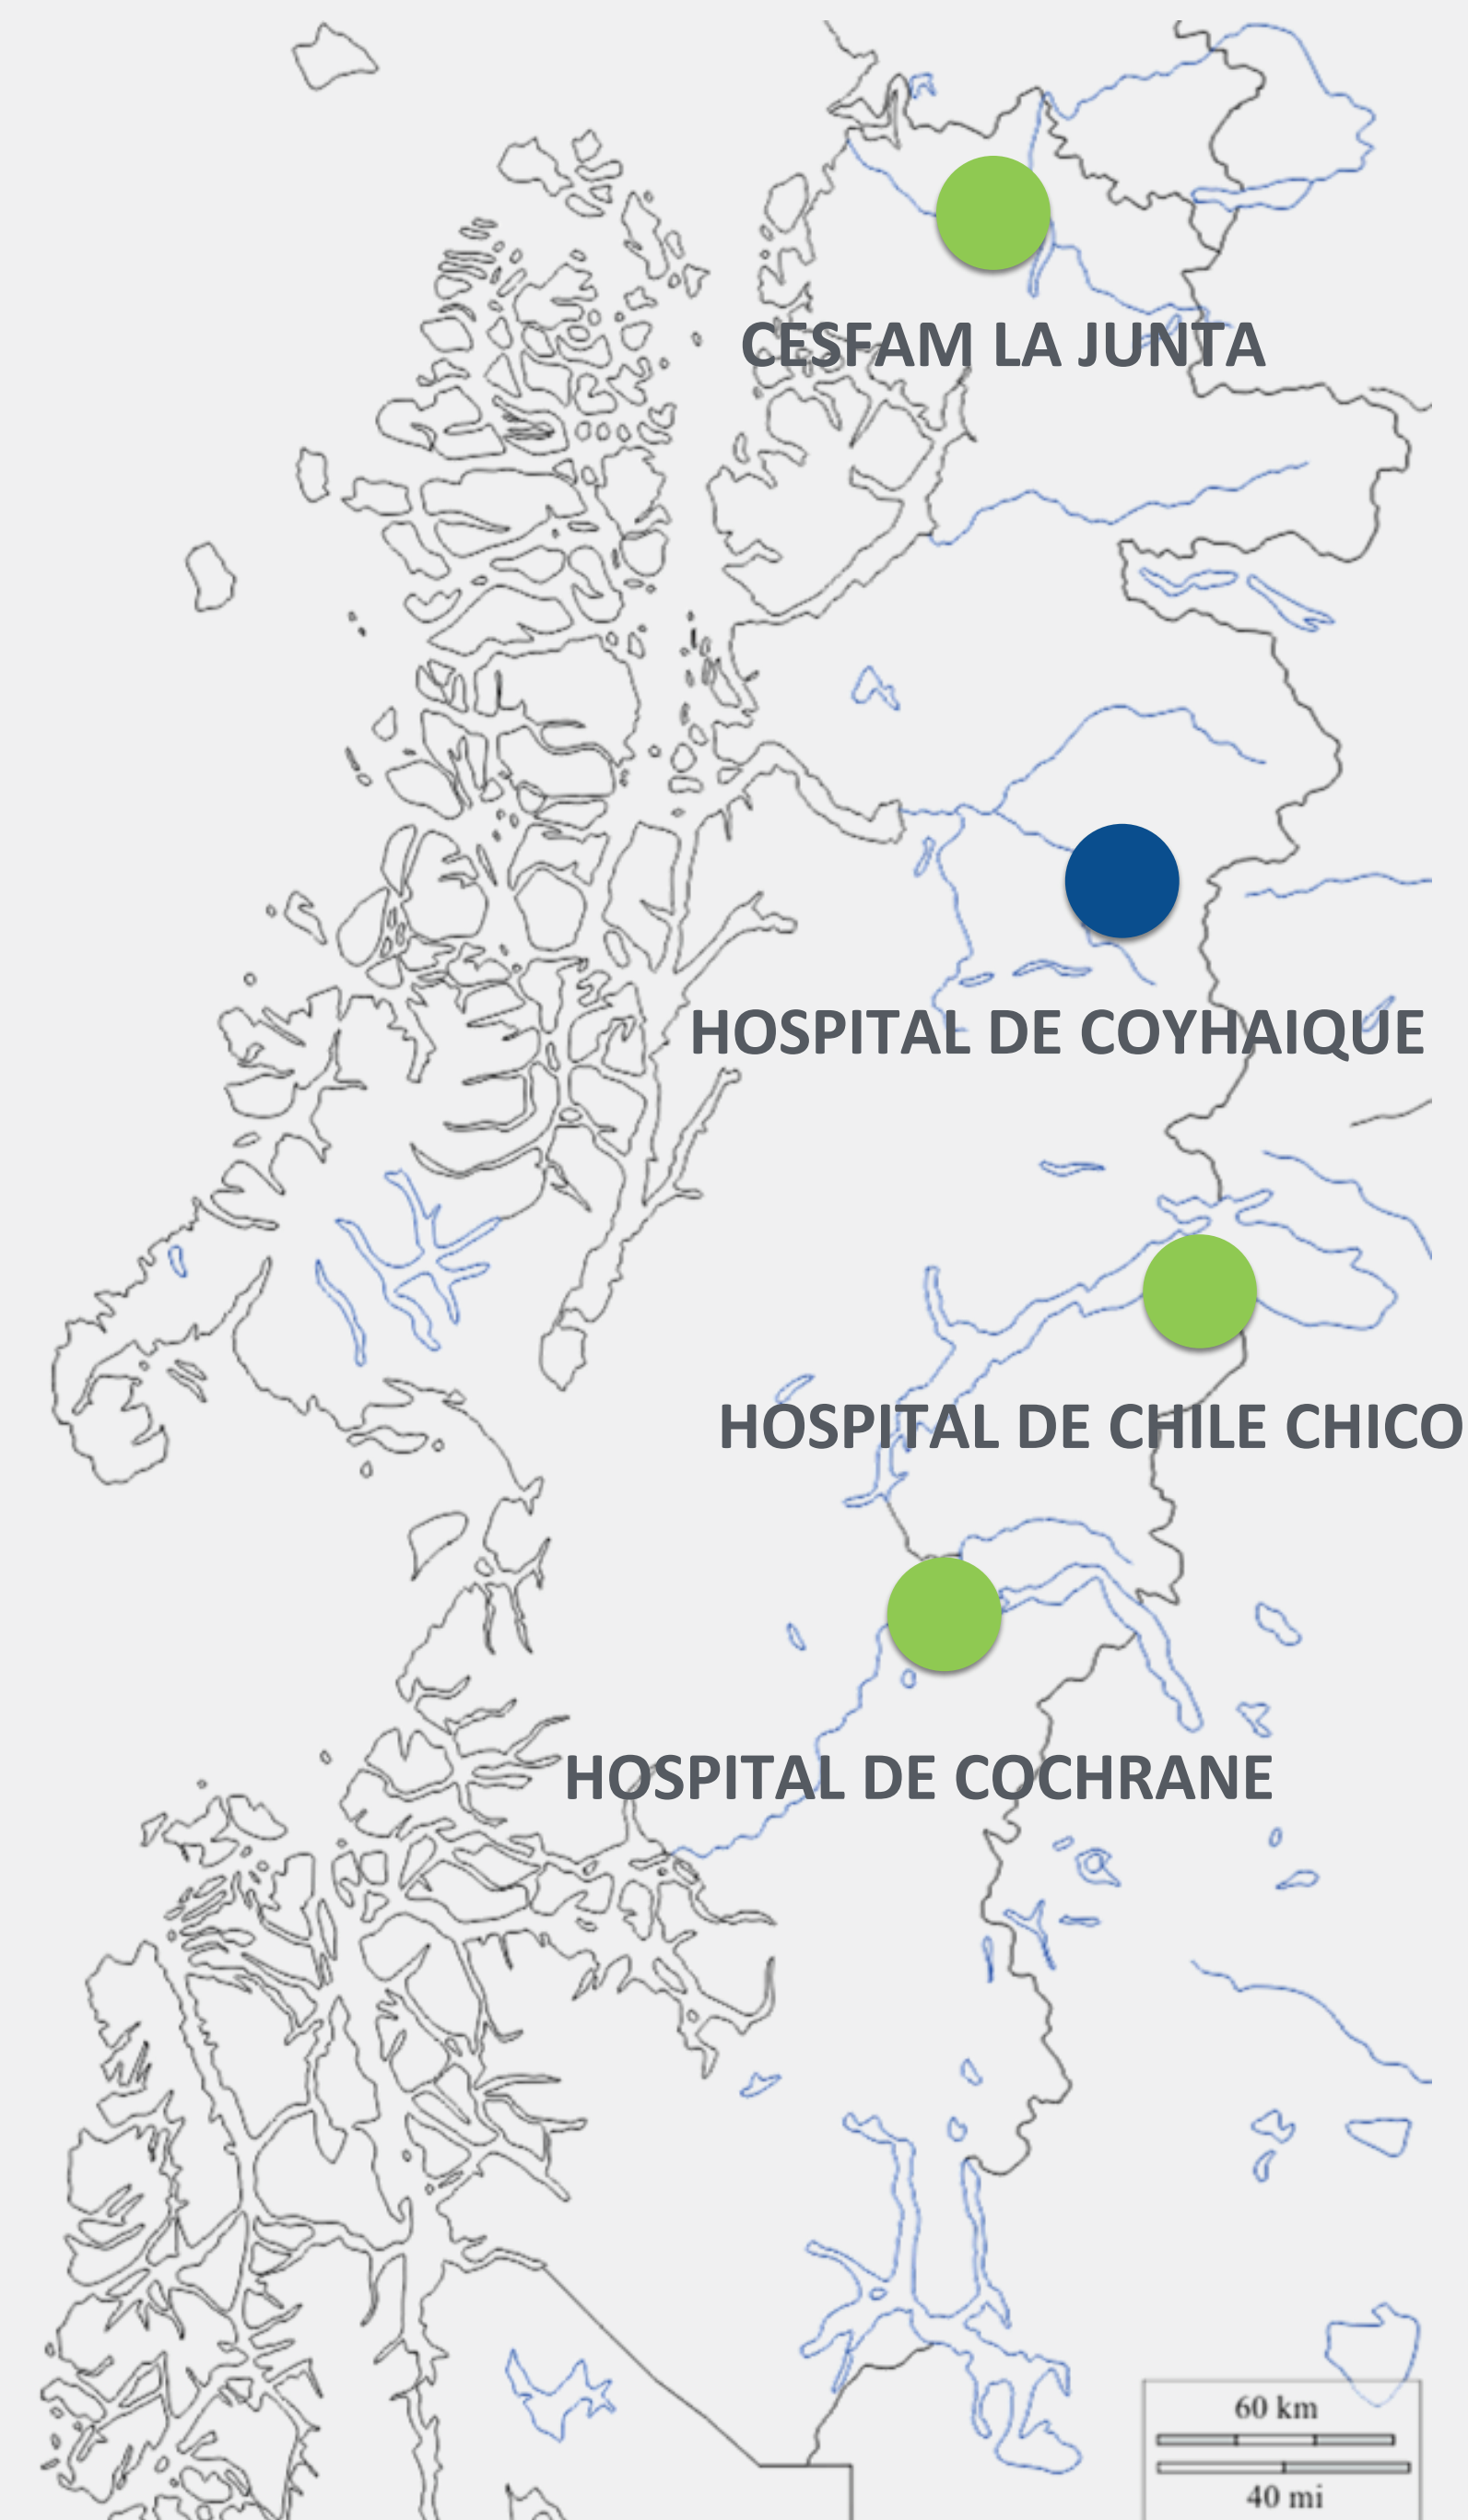 CESFAM LA JUNTA
HOSPITAL DE COYHAIQUE
HOSPITAL DE CHILE CHICO
HOSPITAL DE COCHRANE
60 km
40 mi